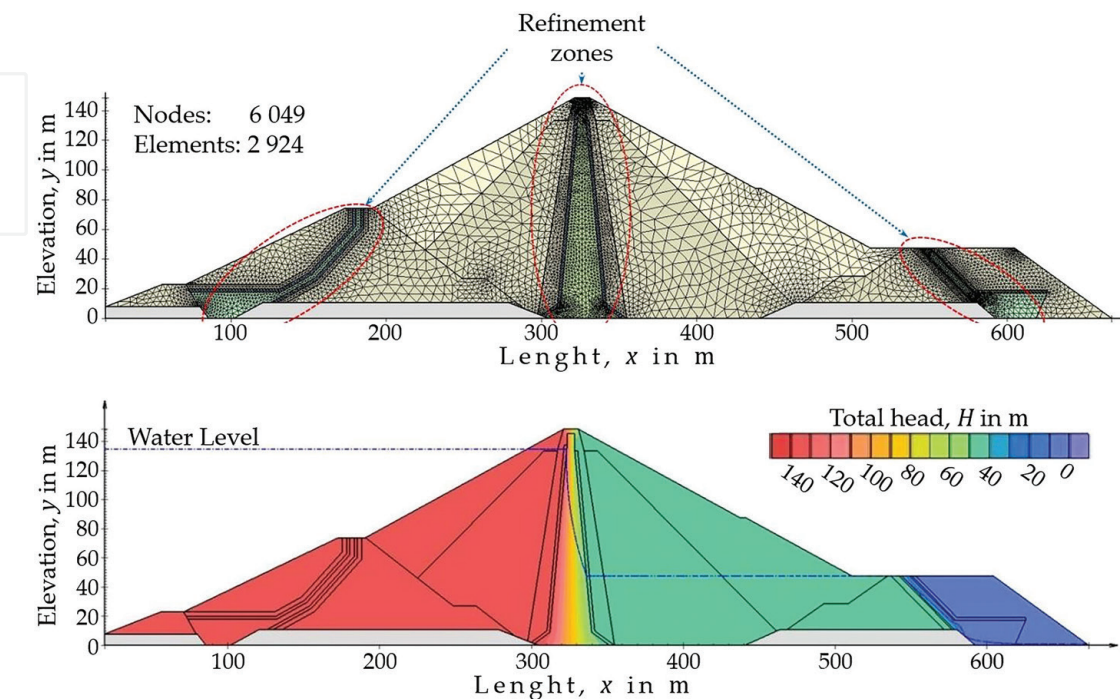 Refinement
zones
Nodes: 6 049
Elements: 2 924
Elevation, y in m
140
120
100
80
60
40
20
0
100 200 300 400 500 600
Lenght, x in m
Water Level
Total head, H in m
140 120 100 80 60 40 20 0
Elevation, y in m
140
120
100
80
60
40
20
0
100 200 300 400 500 600
Lenght, x in m